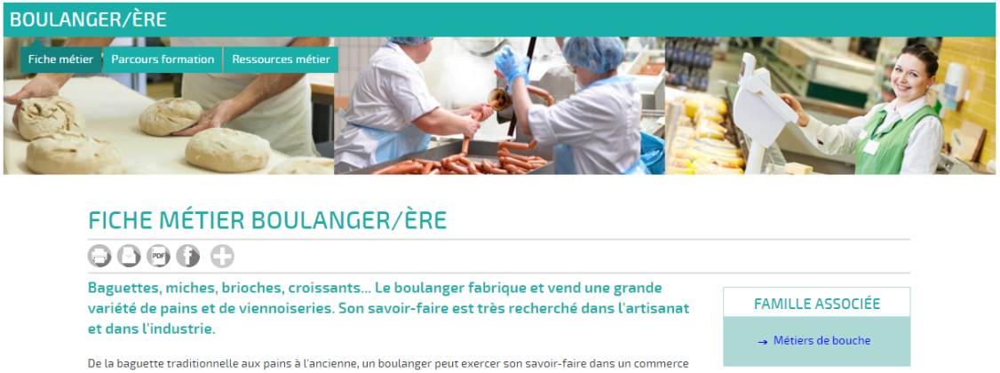 BOULANGER/ÈRE
Fiche métier
Parcours formation
Ressources métier
FICHE MÉTIER BOULANGER/ÈRE
PDF
f
Baguettes, miches, brioches, croissants... Le boulanger fabrique et vend une grande
variété de pains et de viennoiseries. Son savoir-faire est très recherché dans l'artisanat
et dans l'industrie.
FAMILLE ASSOCIÉE
→ Métiers de bouche
De la baguette traditionnelle aux pains à l'ancienne, un boulanger peut exercer son savoir-faire dans un commerce